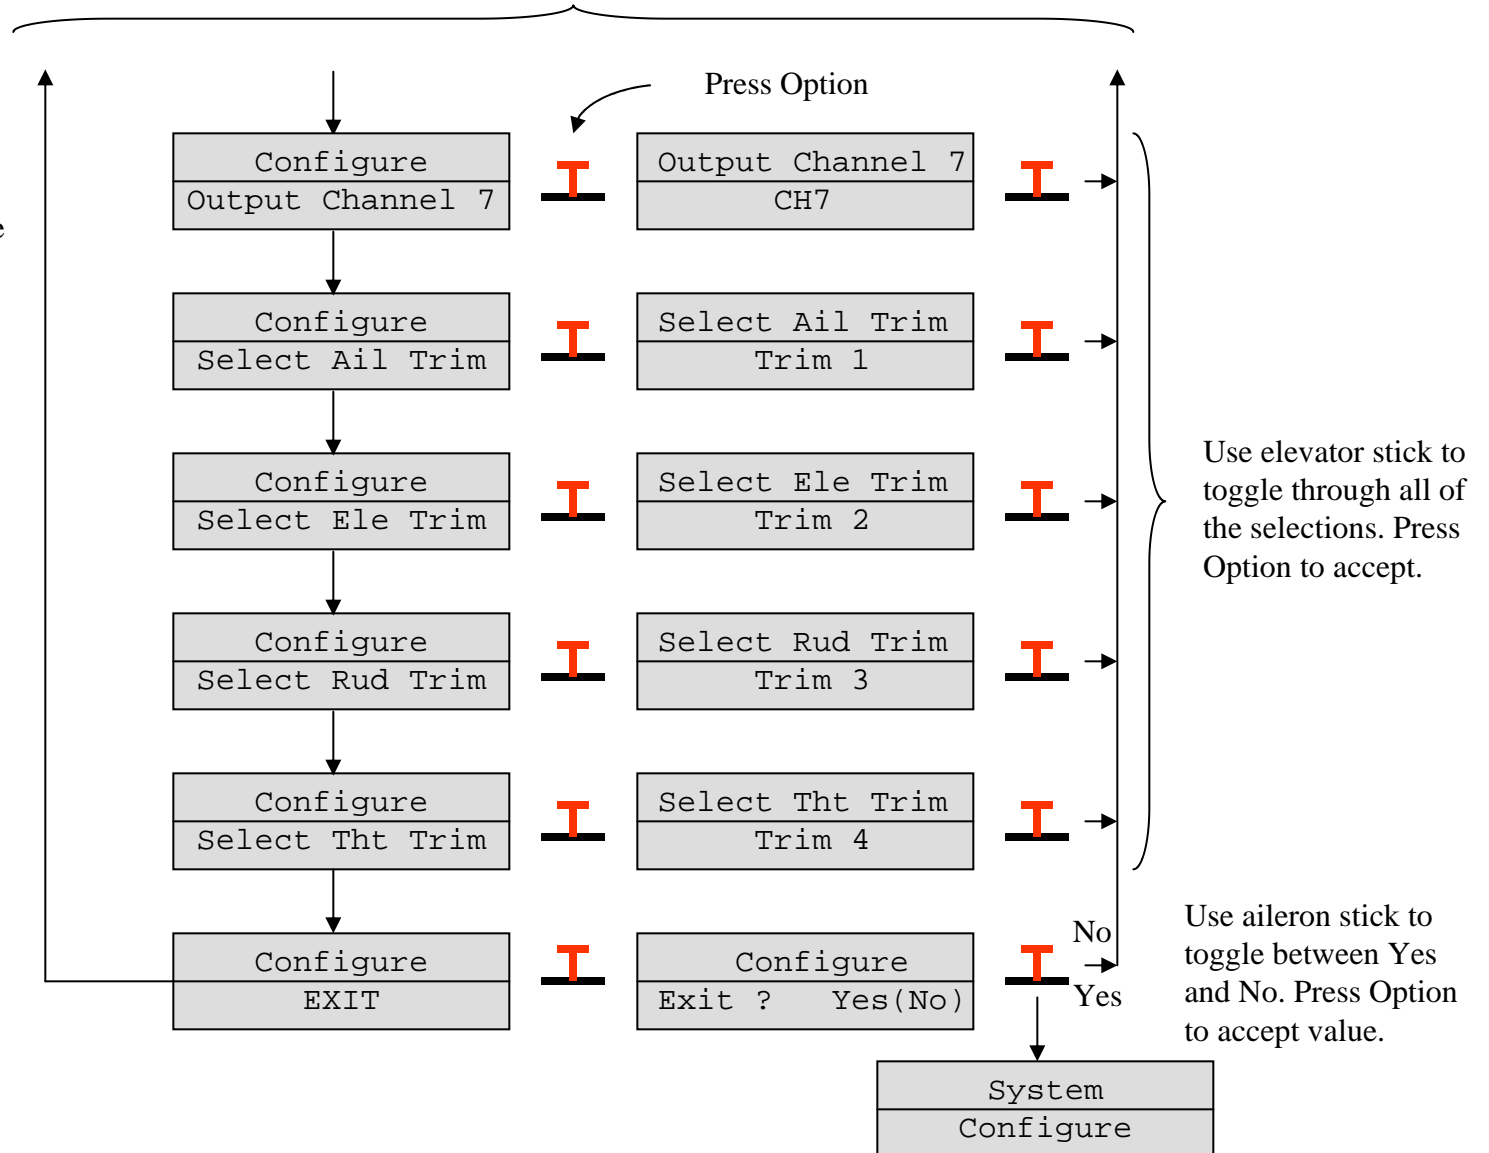 Press Option
Configure
Output Channel 7
Output Channel 7
CH7
e
Configure
Select Ail Trim
Select Ail Trim
Trim 1
Configure
Select Ele Trim
Select Ele Trim
Trim 2
Use elevator stick to
toggle through all of
the selections. Press
Option to accept.
Configure
Select Rud Trim
Select Rud Trim
Trim 3
Configure
Select Tht Trim
Select Tht Trim
Trim 4
Configure
EXIT
Configure
Exit ? Yes(No)
No
Yes
Use aileron stick to
toggle between Yes
and No. Press Option
to accept value.
System
Configure